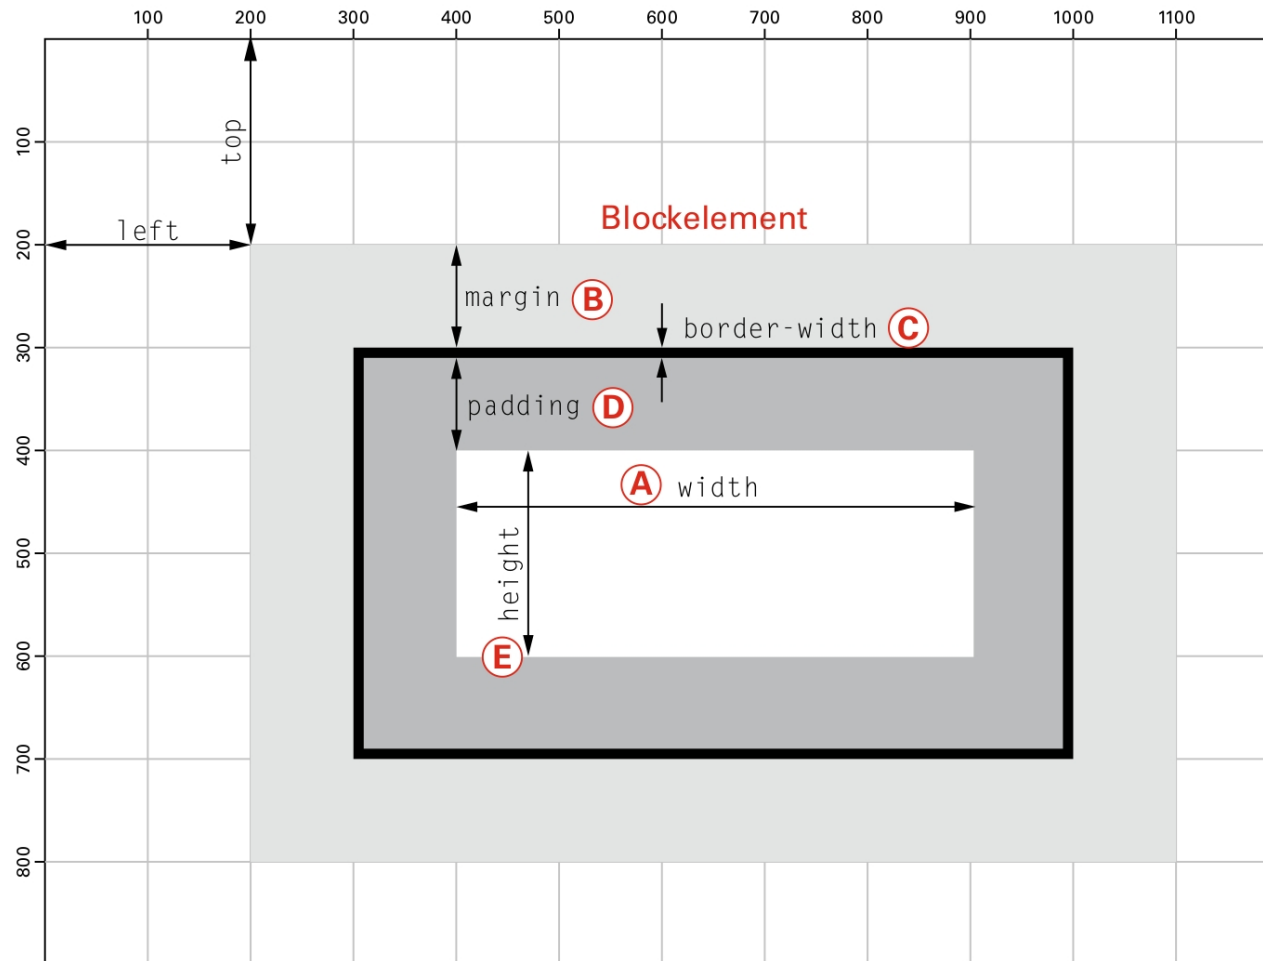 100 200 300 400 500 600 700 800 900 1000 1100
top
100
Blockelement
left
200
margin B
border-width C
300
padding D
400
A width
height
500
E
600
700
800